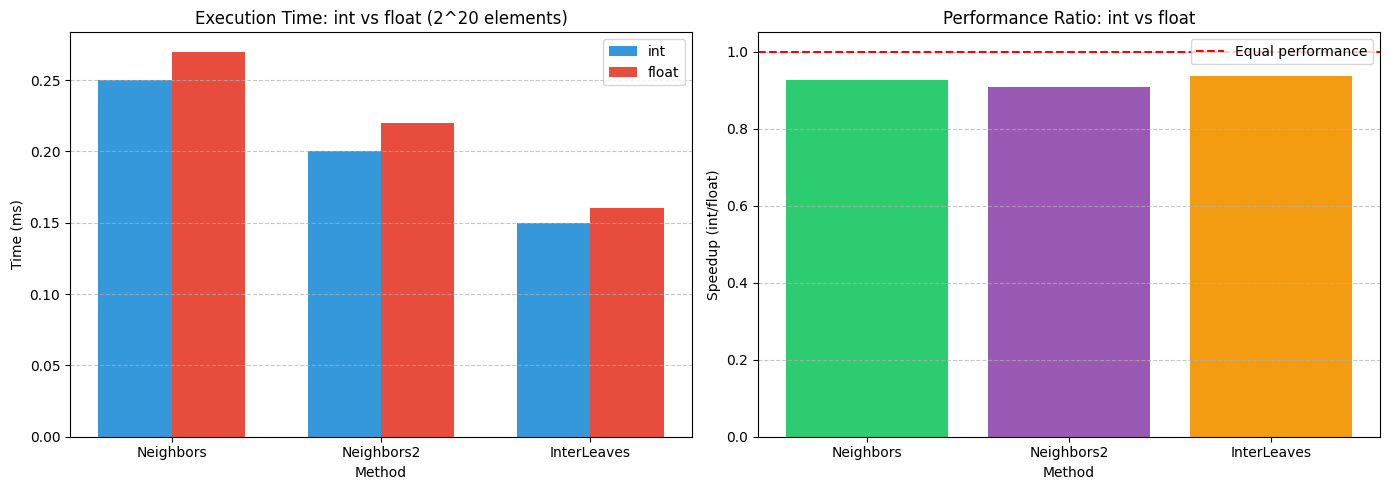 Execution Time: int vs float (2^20 elements)
int
float
Time (ms)
0.25
0.20
0.15
0.10
0.05
0.00
Neighbors
Neighbors2
InterLeaves
Method
Performance Ratio: int vs float
Equal performance
Speedup (int/float)
1.0
0.8
0.6
0.4
0.2
0.0
Neighbors
Neighbors2
InterLeaves
Method